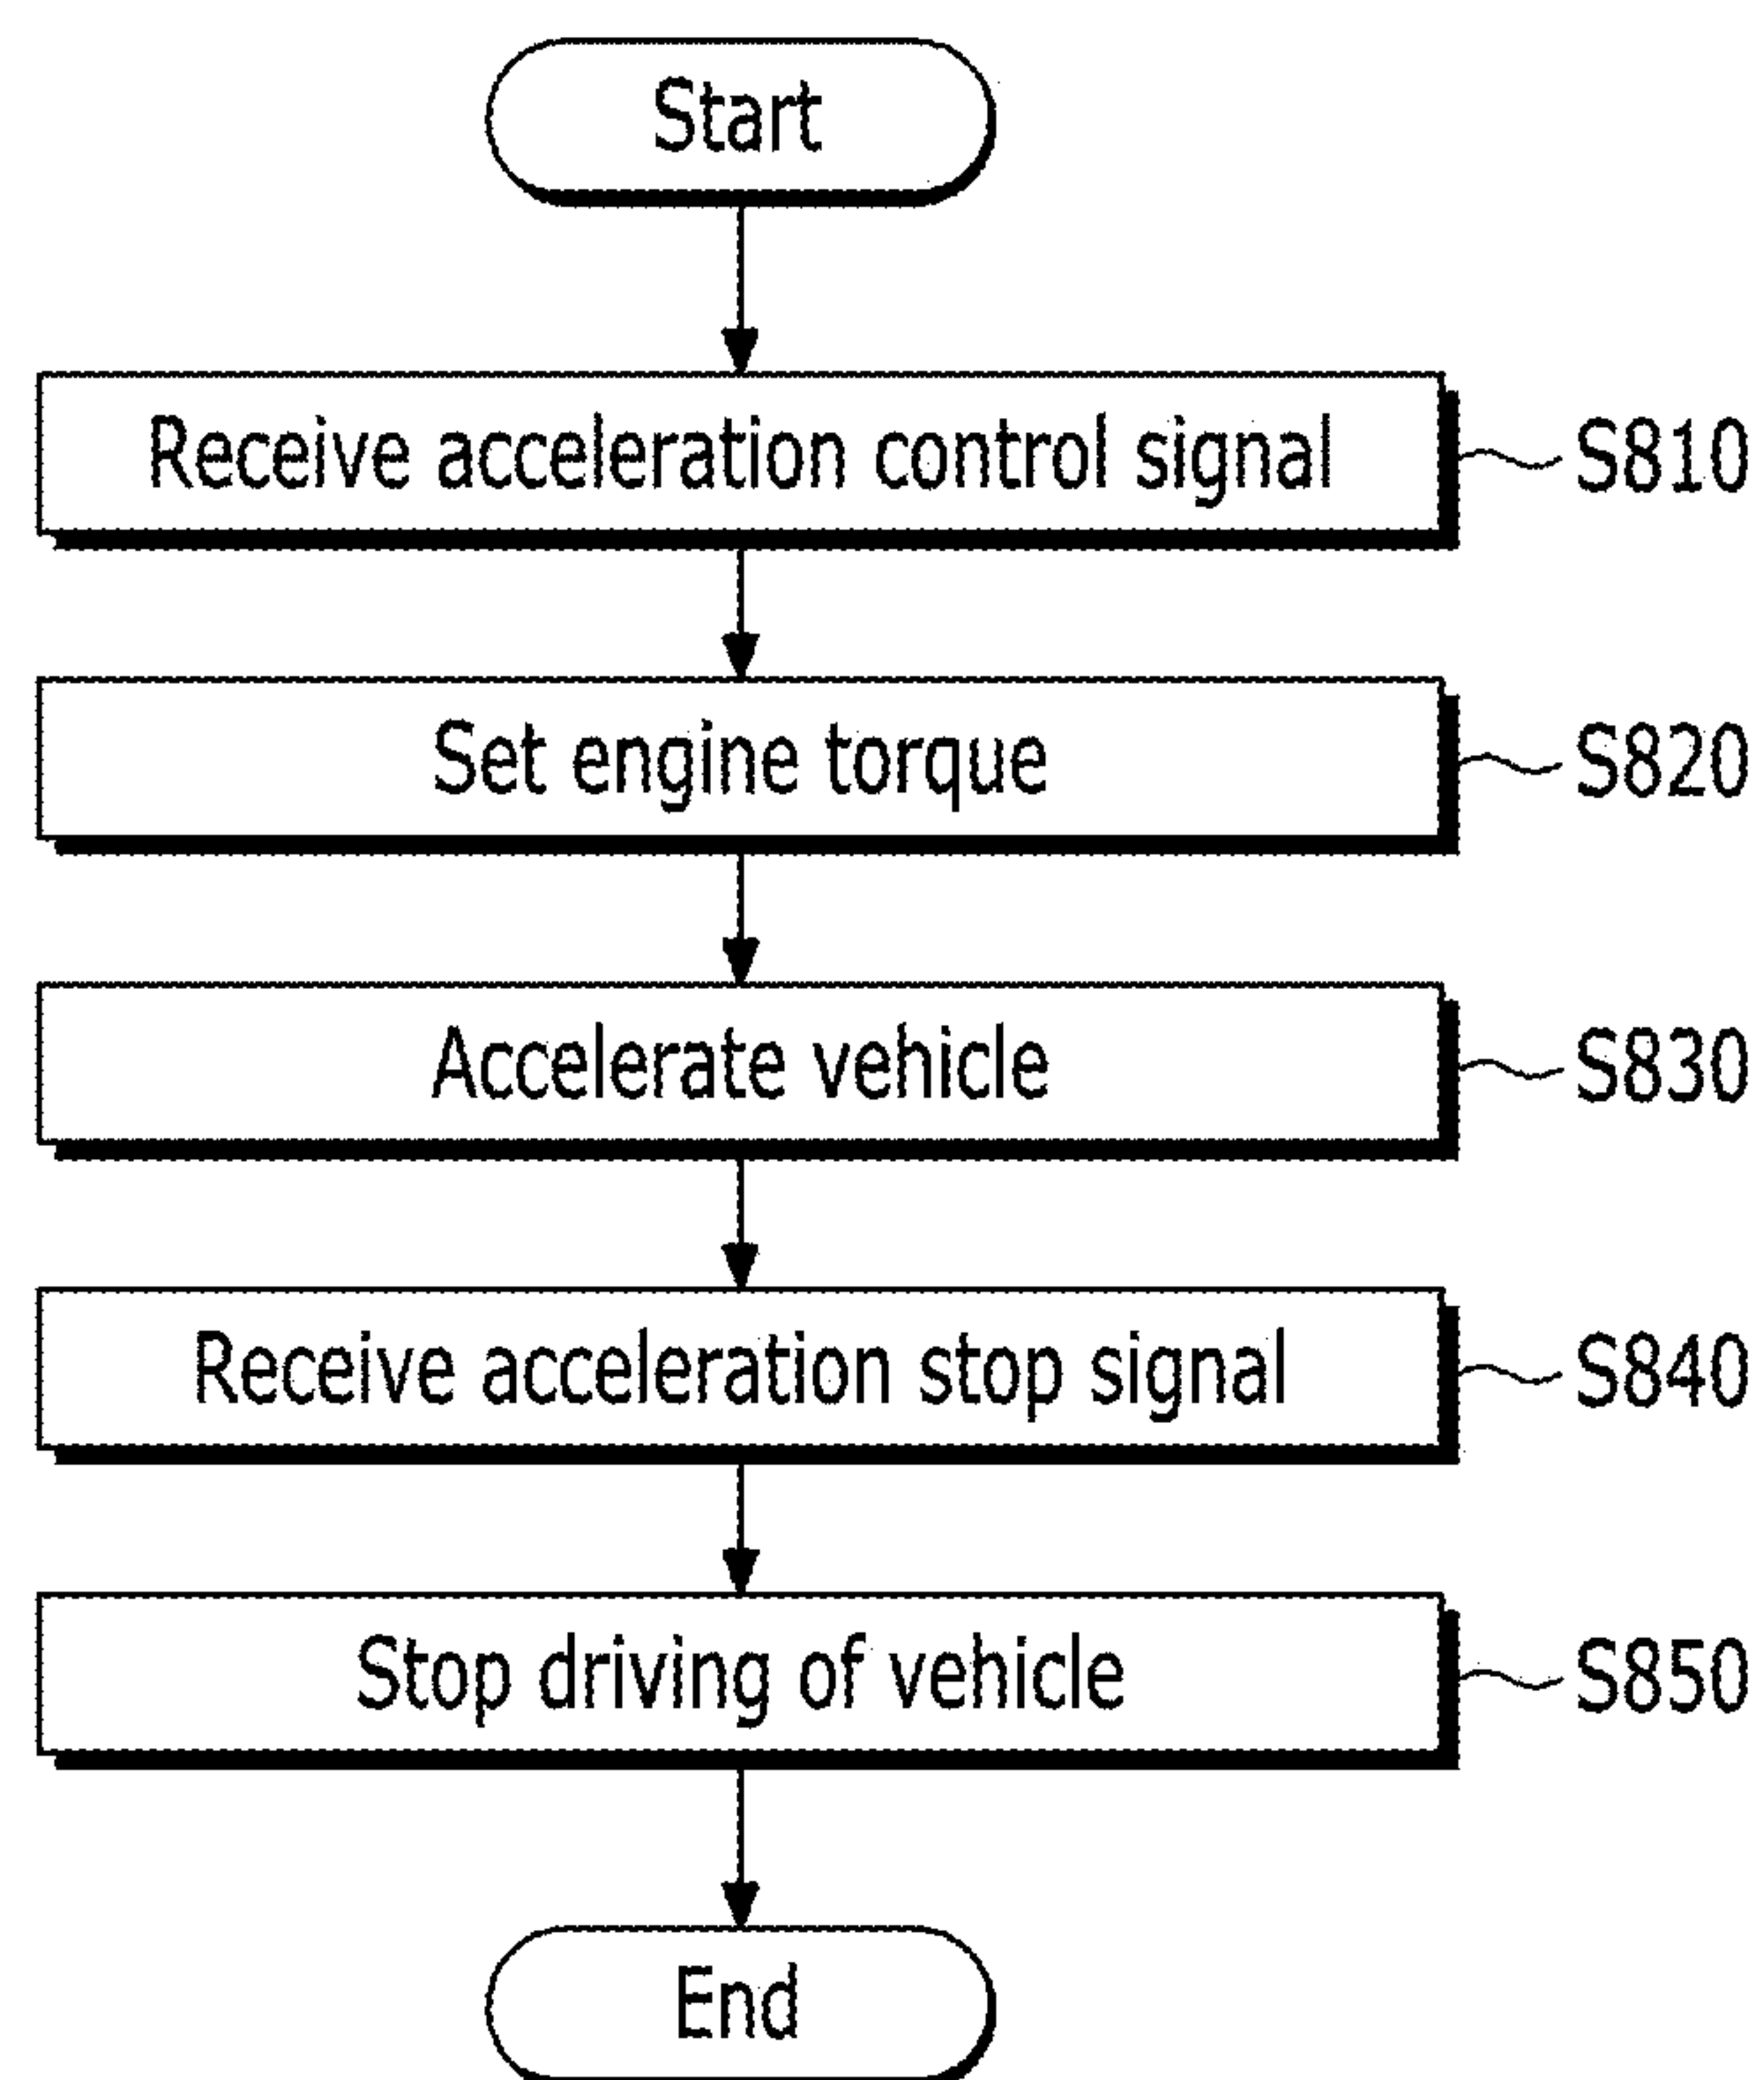 Start
Receive acceleration control signal
S810
Set engine torque
S820
Accelerate vehicle
S830
Receive acceleration stop signal
S840
Stop driving of vehicle
S850
End